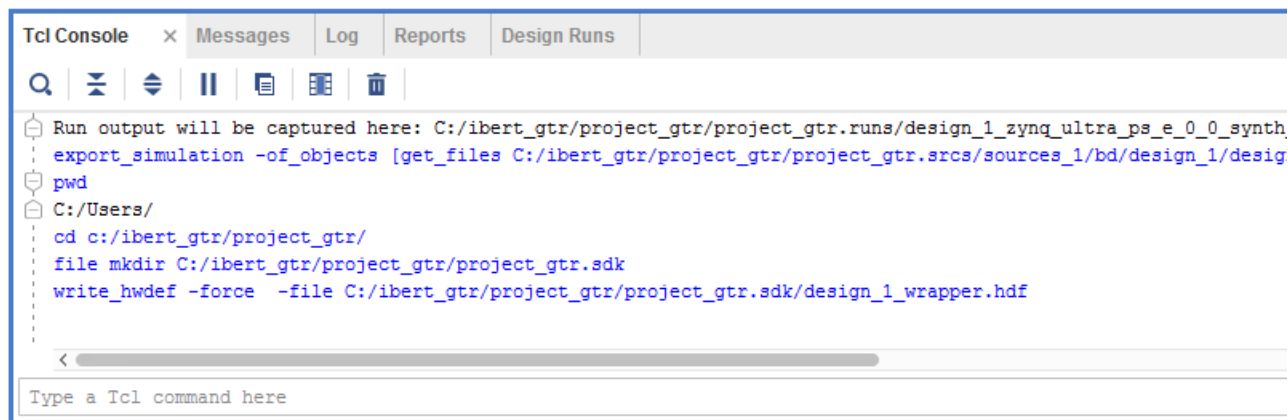 Tcl Console × Messages Log Reports Design Runs
Run output will be captured here: C:/ibert_gtr/project_gtr/project_gtr.runs/design_1_zynq_ultra_ps_e_0_0_synth_
export_simulation -of_objects [get_files C:/ibert_gtr/project_gtr/project_gtr.srcs/sources_1/bd/design_1/desig
pwd
C:/Users/
cd c:/ibert_gtr/project_gtr/
file mkdir C:/ibert_gtr/project_gtr/project_gtr.sdk
write_hwdef -force  -file C:/ibert_gtr/project_gtr/project_gtr.sdk/design_1_wrapper.hdf
Type a Tcl command here